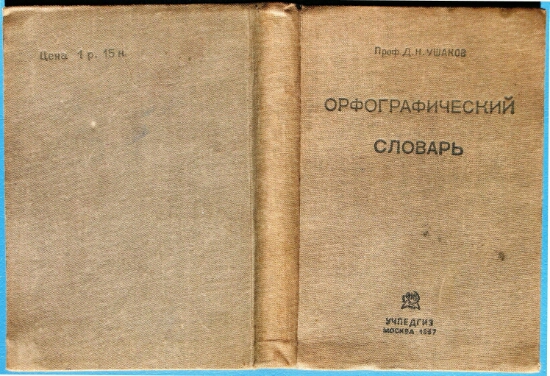 Цена 1 р. 15 к.
Проф. Д. Н. УШАКОВ
ОРФОГРАФИЧЕСКИЙ
СЛОВАРЬ
УЧПЕДГИЗ
МОСКВА 1937